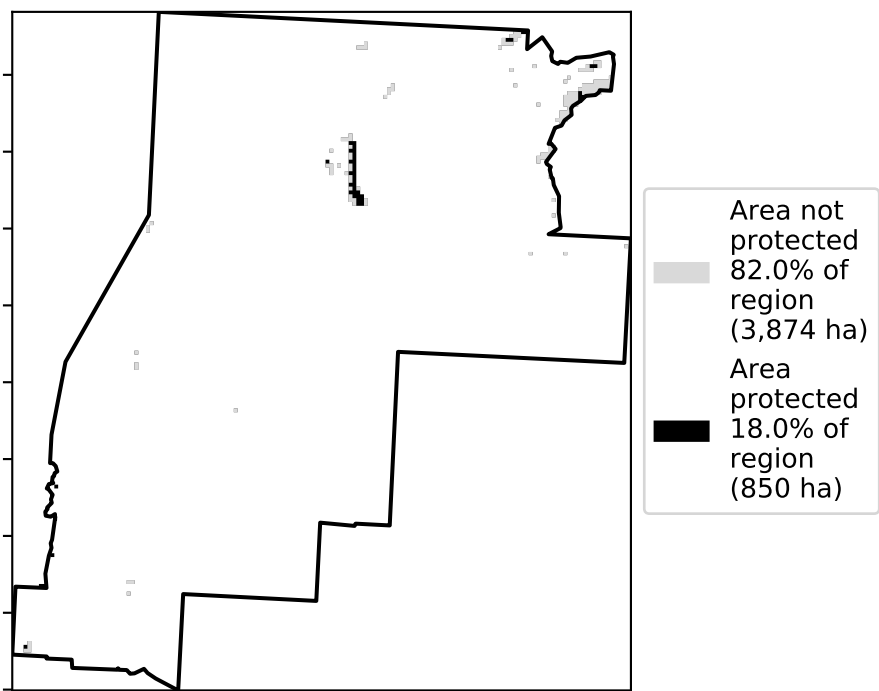 Area not
protected
82.0% of
region
(3,874 ha)
Area
protected
18.0% of
region
(850 ha)